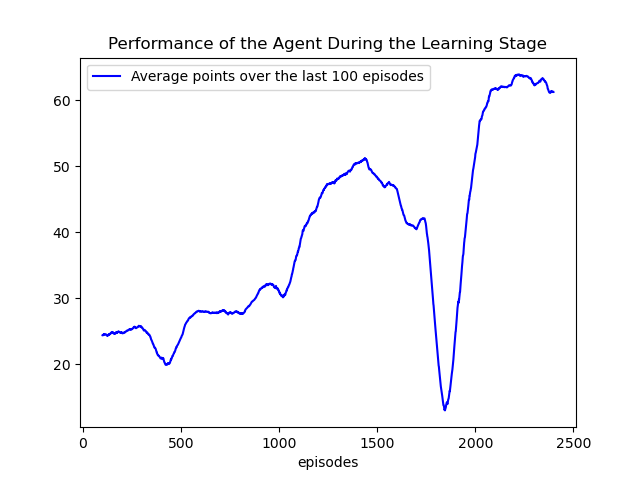 Performance of the Agent During the Learning Stage
Average points over the last 100 episodes
60
50
40
30
20
0 500 1000 1500 2000 2500
episodes